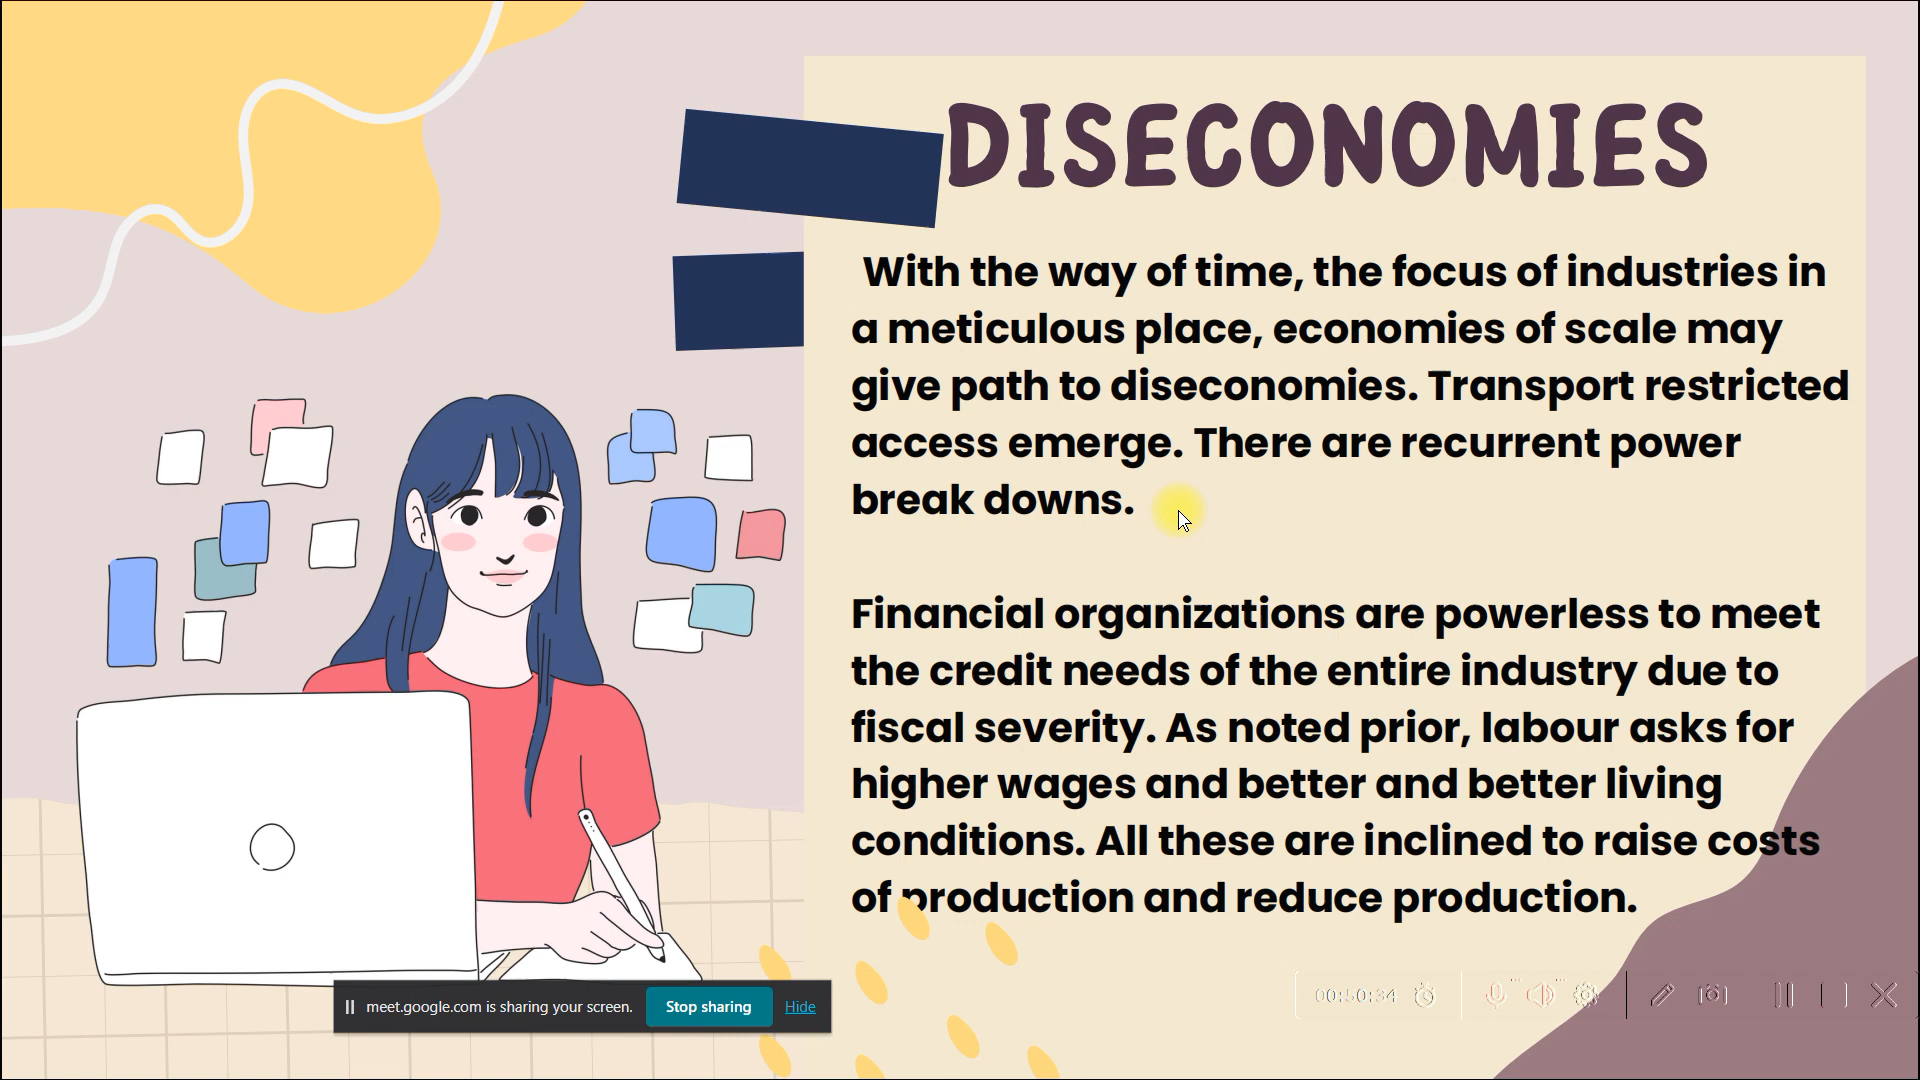 DISECONOMIES
With the way of time, the focus of industries in
a meticulous place, economies of scale may
give path to diseconomies. Transport restricted
access emerge. There are recurrent power
break downs.
Financial organizations are powerless to meet
the credit needs of the entire industry due to
fiscal severity. As noted prior, labour asks for
higher wages and better and better living
conditions. All these are inclined to raise costs
of production and reduce production.
meet.google.com is sharing your screen.
Stop sharing
Hide
00:50:34